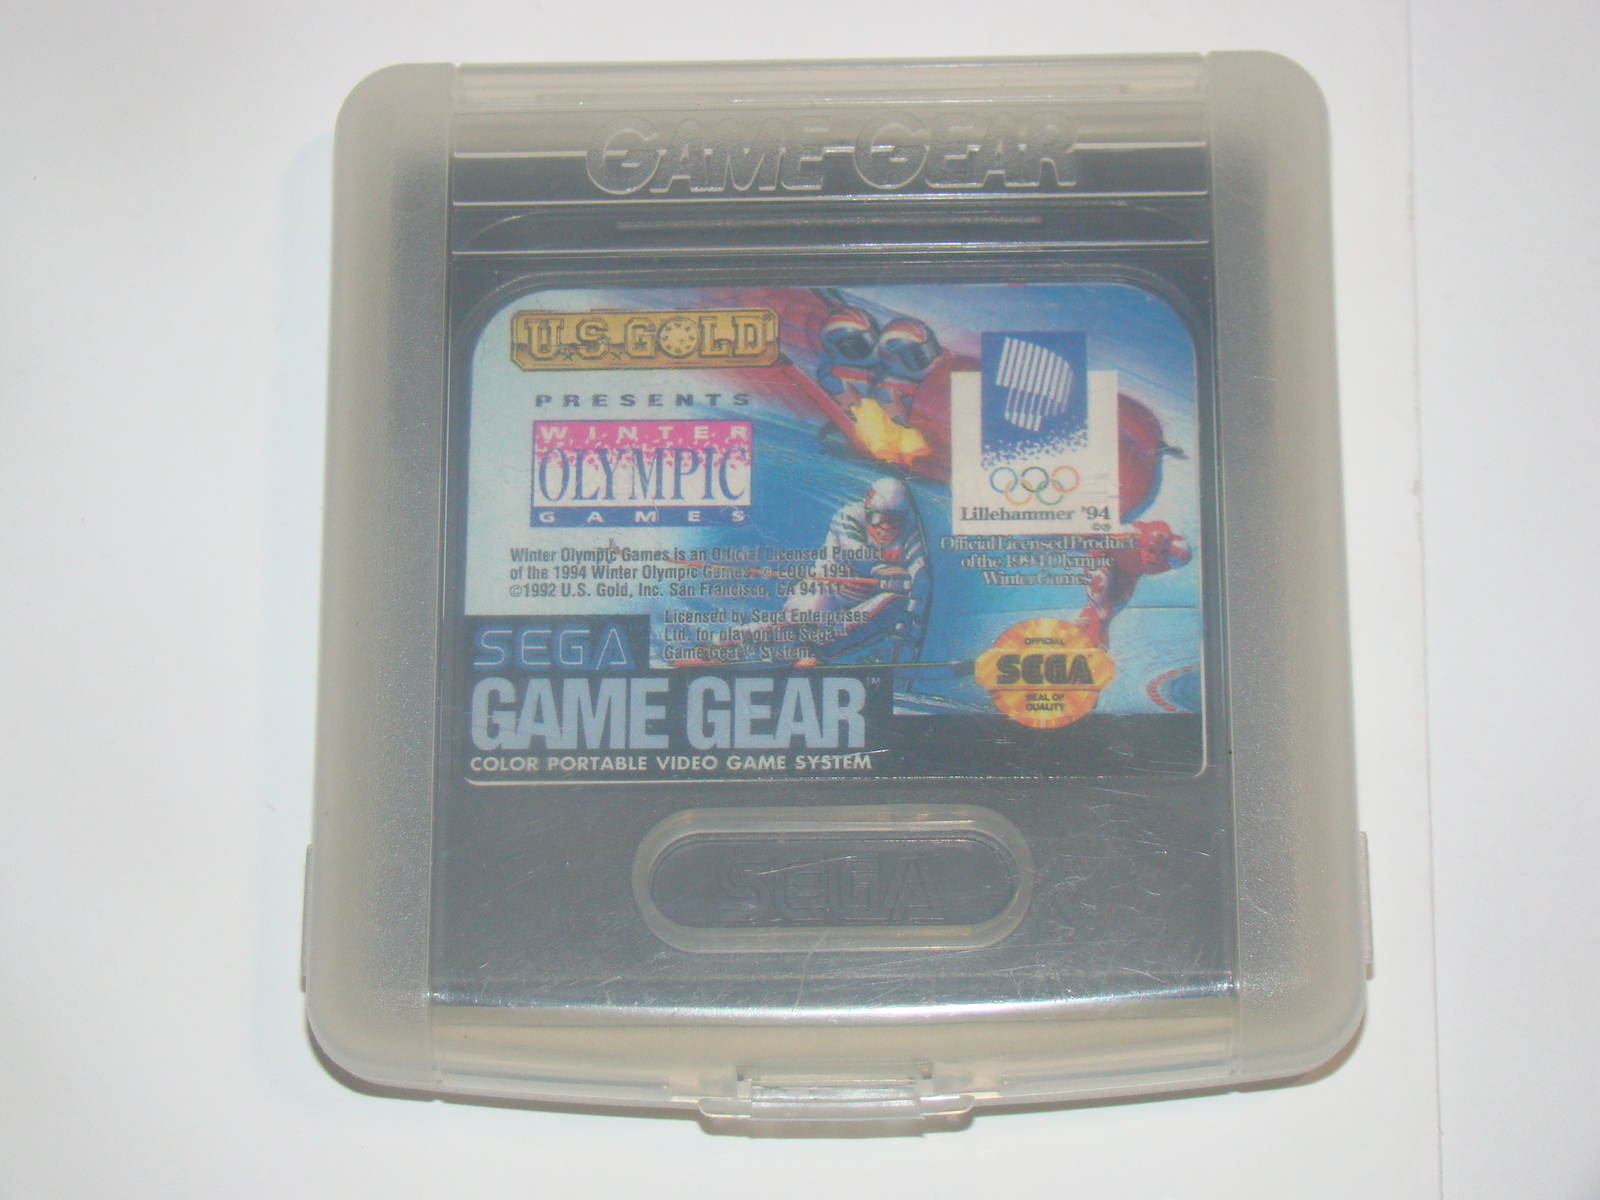 GAME GEAR
U.S. GOLD
PRESENTS
WINTER
OLYMPIC
GAMES
Lillehammer '94
Winter Olympic Games is an Official Licensed Product
of the 1994 Winter Olympic Games. © LOOC 1991
©1992 U.S. Gold, Inc. San Francisco, CA 94111
Official Licensed Product
of the 1994 Olympic
Winter Games
Licensed by Sega Enterprises
Ltd. for play on the Sega™
Game Gear™ System.
SEGA
GAME GEAR™
COLOR PORTABLE VIDEO GAME SYSTEM
OFFICIAL
SEGA
SEAL OF
QUALITY
SEGA